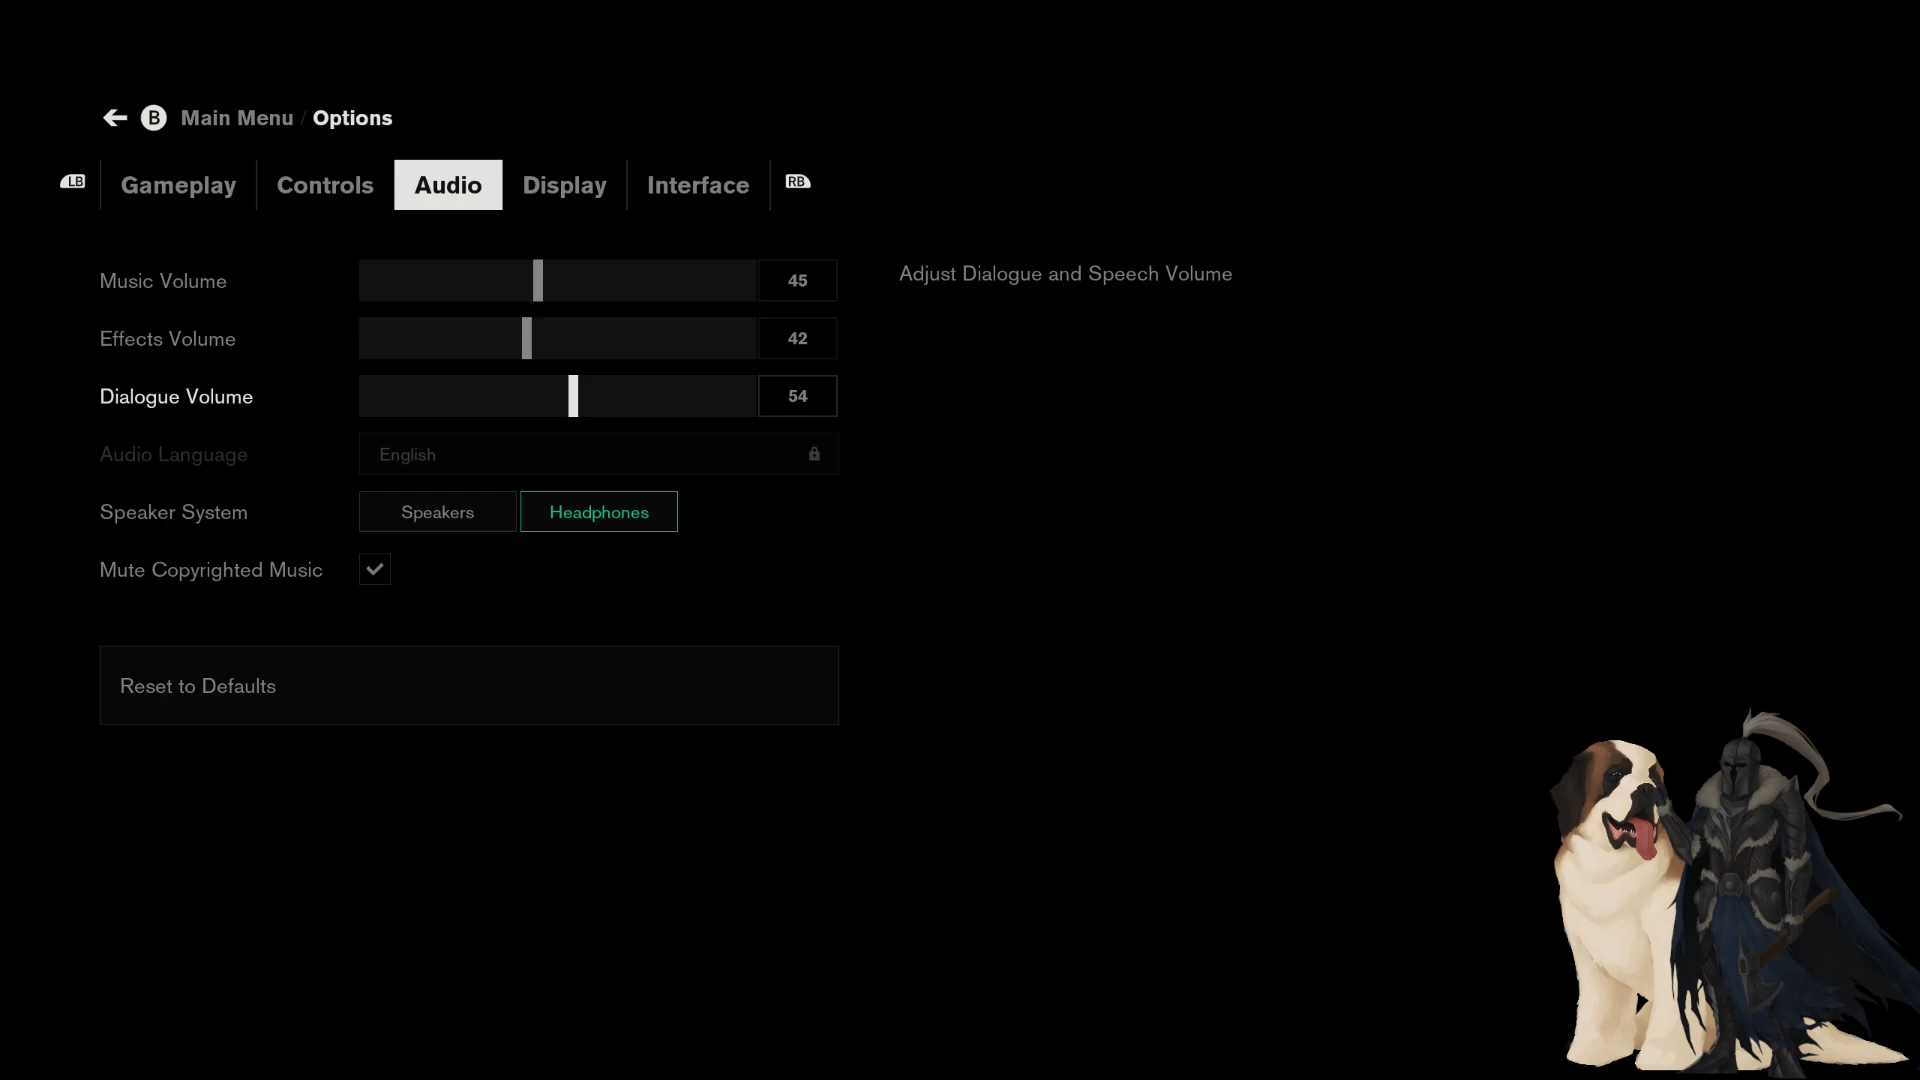 B Main Menu / Options
LB Gameplay Controls Audio Display Interface RB
Music Volume 45
Adjust Dialogue and Speech Volume
Effects Volume 42
Dialogue Volume 54
Audio Language English
Speaker System Speakers Headphones
Mute Copyrighted Music
Reset to Defaults